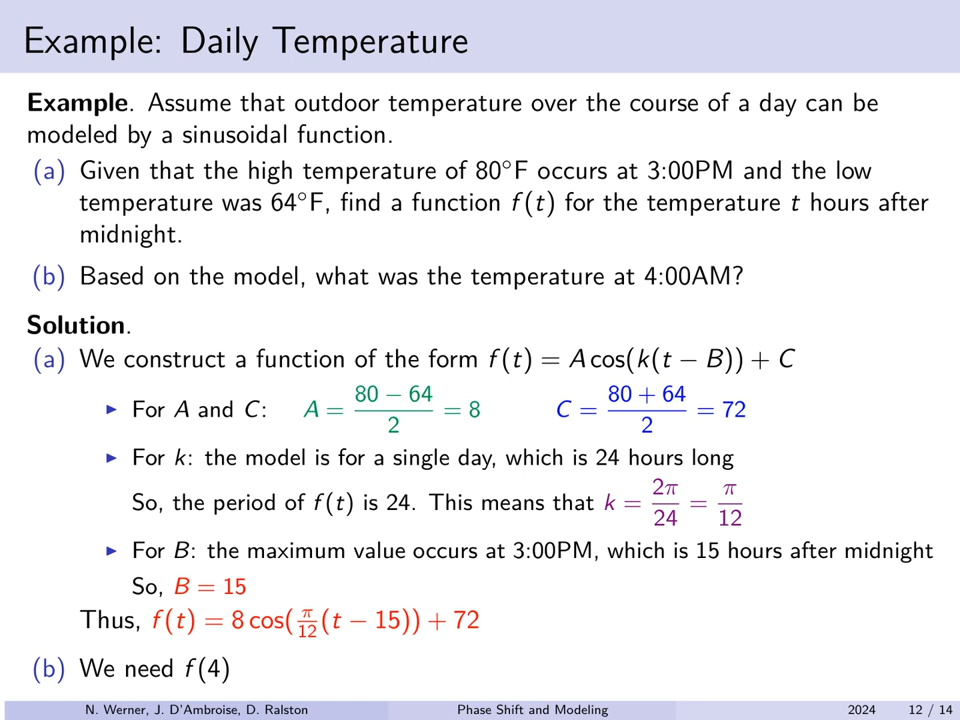 Example: Daily Temperature
Example. Assume that outdoor temperature over the course of a day can be
modeled by a sinusoidal function.
(a) Given that the high temperature of 80°F occurs at 3:00PM and the low
temperature was 64°F, find a function f(t) for the temperature t hours after
midnight.
(b) Based on the model, what was the temperature at 4:00AM?
Solution.
(a) We construct a function of the form f(t) = A cos(k(t − B)) + C
▶ For A and C: A = (80 − 64)/2 = 8 C = (80 + 64)/2 = 72
▶ For k: the model is for a single day, which is 24 hours long
So, the period of f(t) is 24. This means that k = 2π/24 = π/12
▶ For B: the maximum value occurs at 3:00PM, which is 15 hours after midnight
So, B = 15
Thus, f(t) = 8 cos(π/12(t − 15)) + 72
(b) We need f(4)
N. Werner, J. D'Ambroise, D. Ralston Phase Shift and Modeling 2024 12 / 14